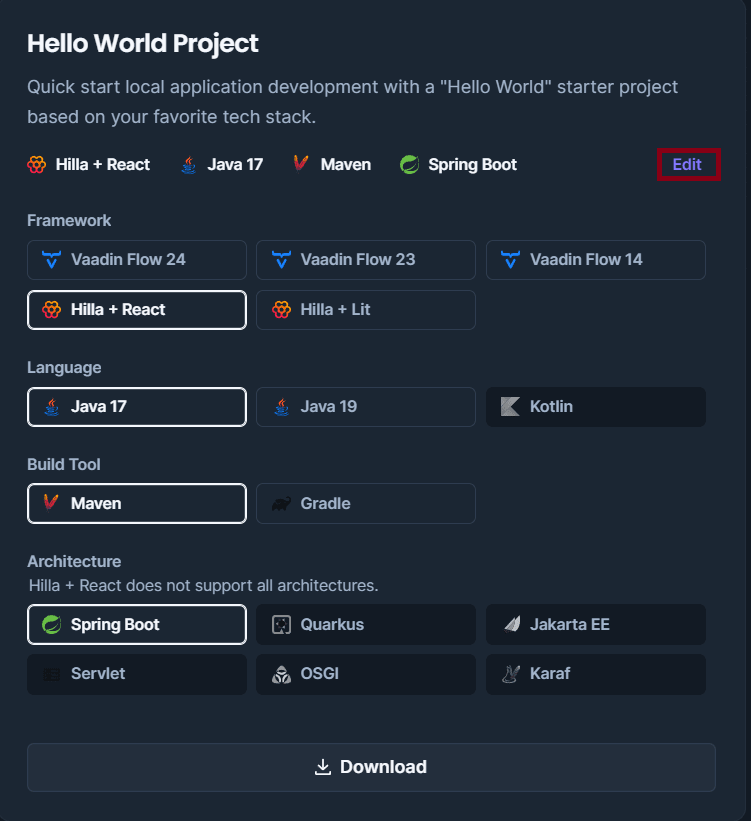 Hello World Project
Quick start local application development with a "Hello World" starter project
based on your favorite tech stack.
Hilla + React Java 17 Maven Spring Boot Edit
Framework
Vaadin Flow 24 Vaadin Flow 23 Vaadin Flow 14
Hilla + React Hilla + Lit
Language
Java 17 Java 19 Kotlin
Build Tool
Maven Gradle
Architecture
Hilla + React does not support all architectures.
Spring Boot Quarkus Jakarta EE
Servlet OSGI Karaf
Download